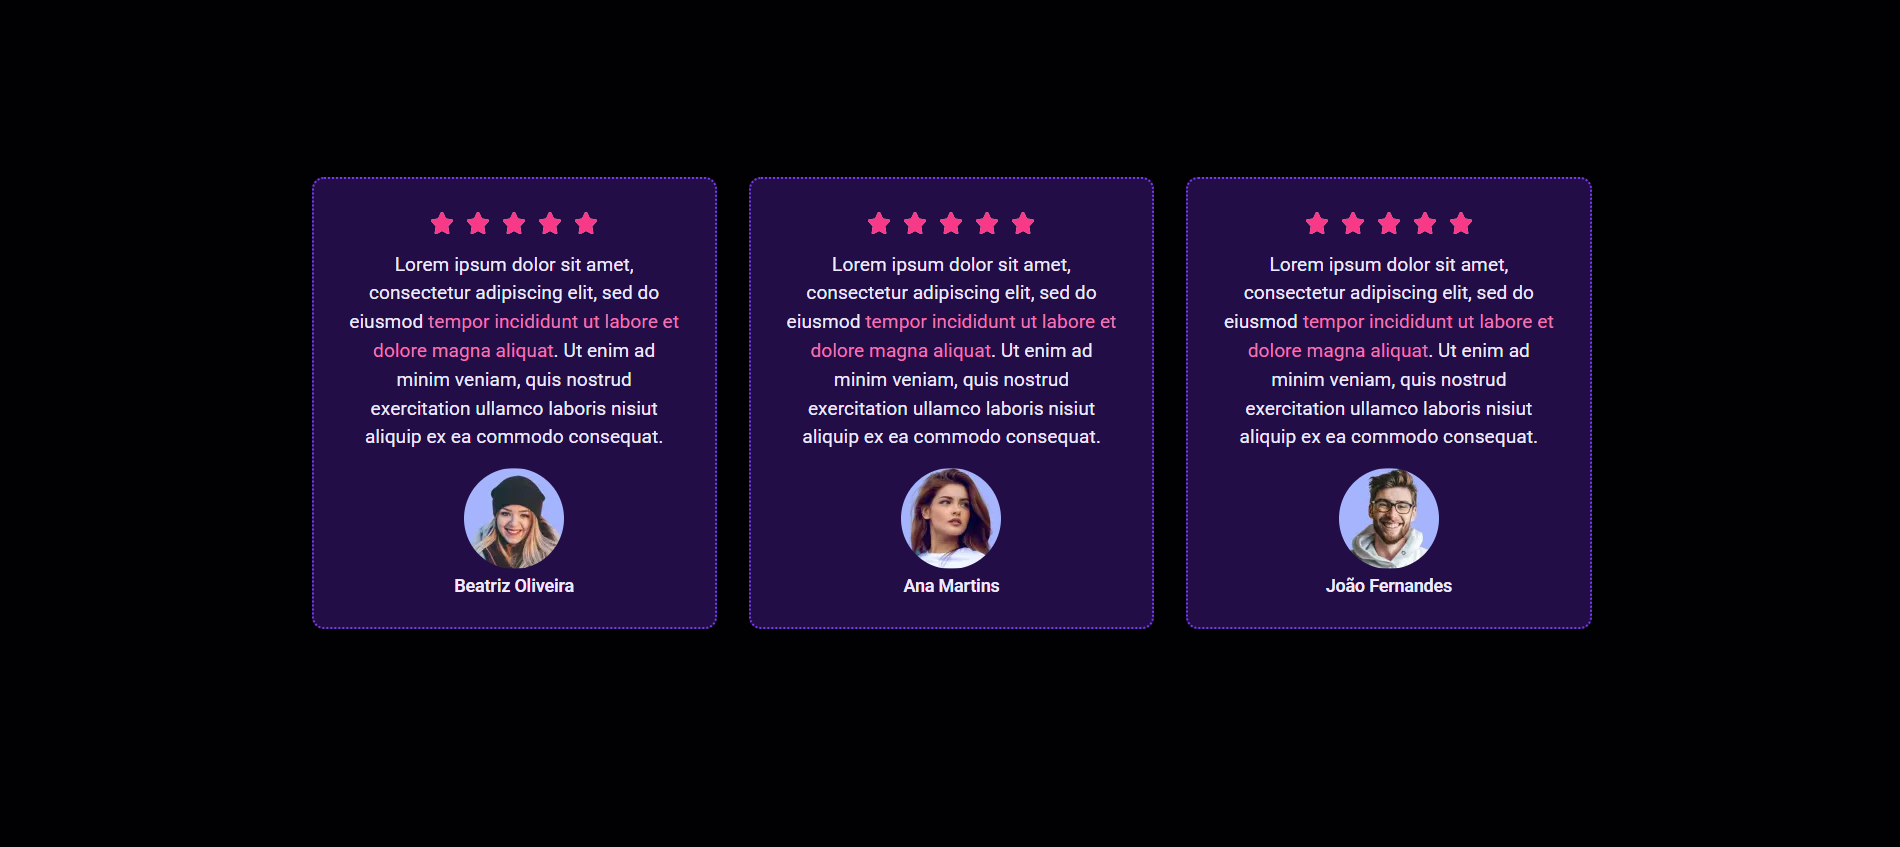 Lorem ipsum dolor sit amet,
consectetur adipiscing elit, sed do
eiusmod tempor incididunt ut labore et
dolore magna aliquat. Ut enim ad
minim veniam, quis nostrud
exercitation ullamco laboris nisiut
aliquip ex ea commodo consequat.
Beatriz Oliveira
Lorem ipsum dolor sit amet,
consectetur adipiscing elit, sed do
eiusmod tempor incididunt ut labore et
dolore magna aliquat. Ut enim ad
minim veniam, quis nostrud
exercitation ullamco laboris nisiut
aliquip ex ea commodo consequat.
Ana Martins
Lorem ipsum dolor sit amet,
consectetur adipiscing elit, sed do
eiusmod tempor incididunt ut labore et
dolore magna aliquat. Ut enim ad
minim veniam, quis nostrud
exercitation ullamco laboris nisiut
aliquip ex ea commodo consequat.
João Fernandes